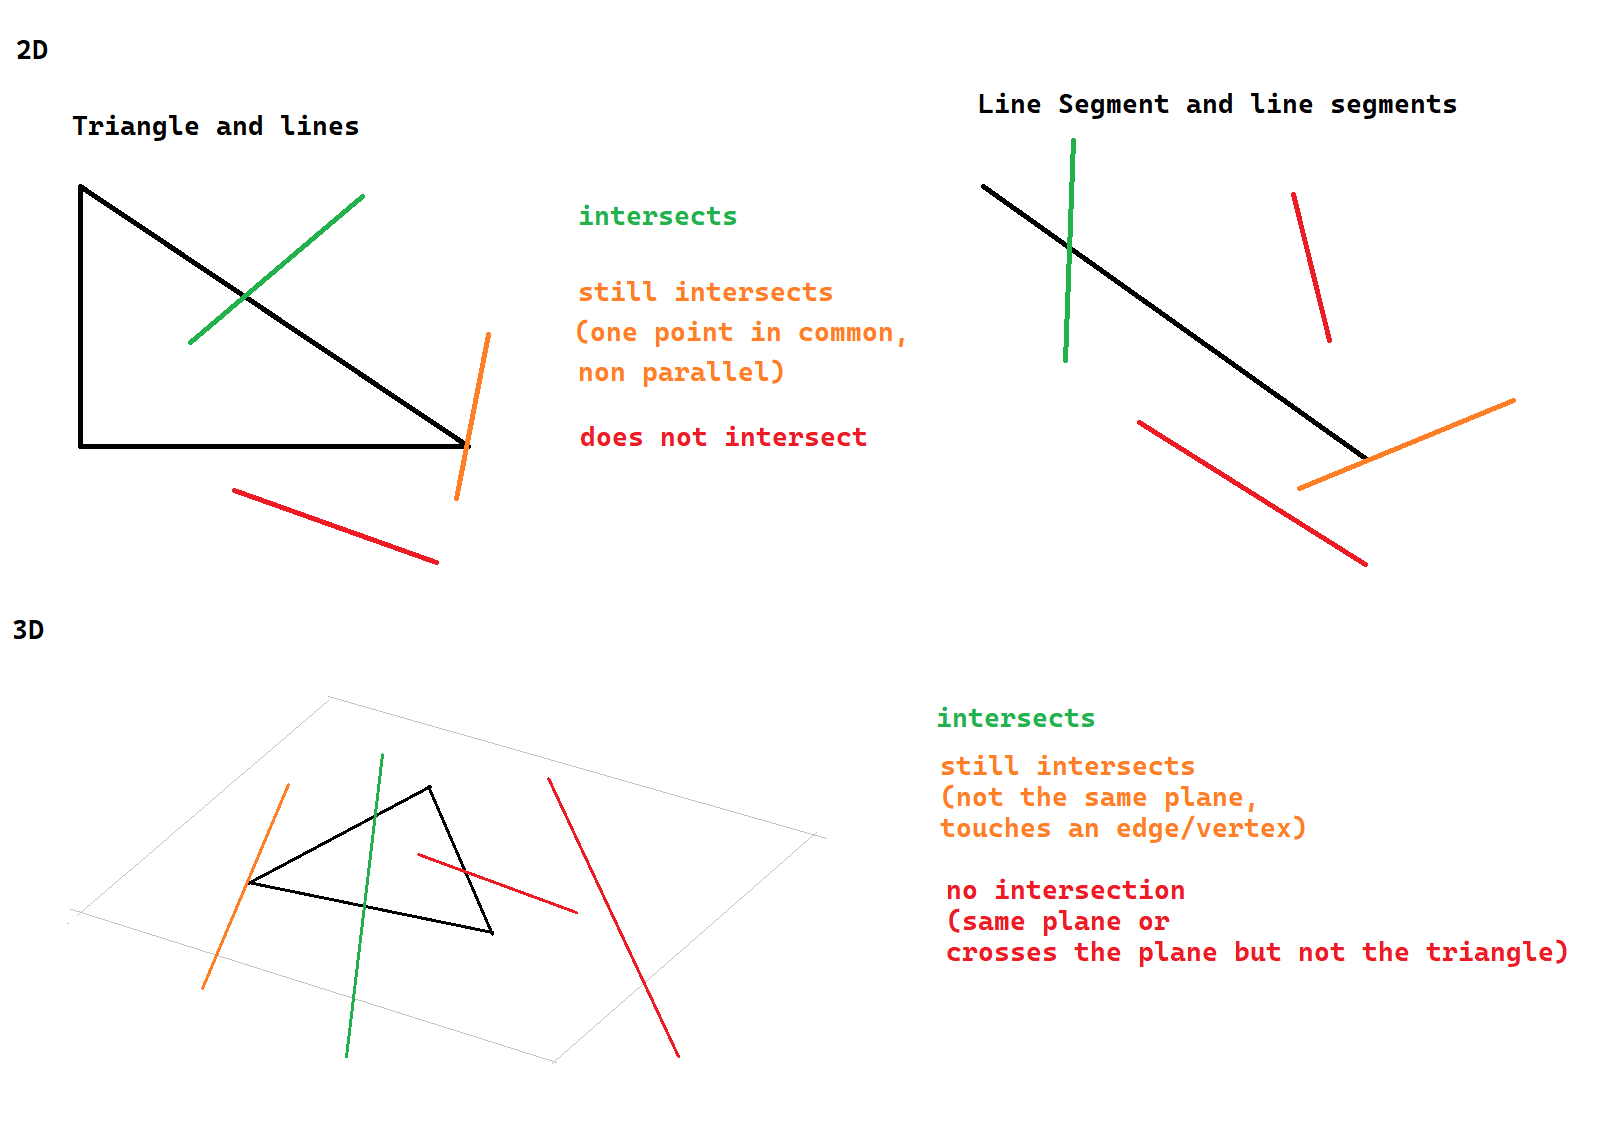 2D
Triangle and lines
Line Segment and line segments
intersects
still intersects
(one point in common,
non parallel)
does not intersect
3D
intersects
still intersects
(not the same plane,
touches an edge/vertex)
no intersection
(same plane or
crosses the plane but not the triangle)